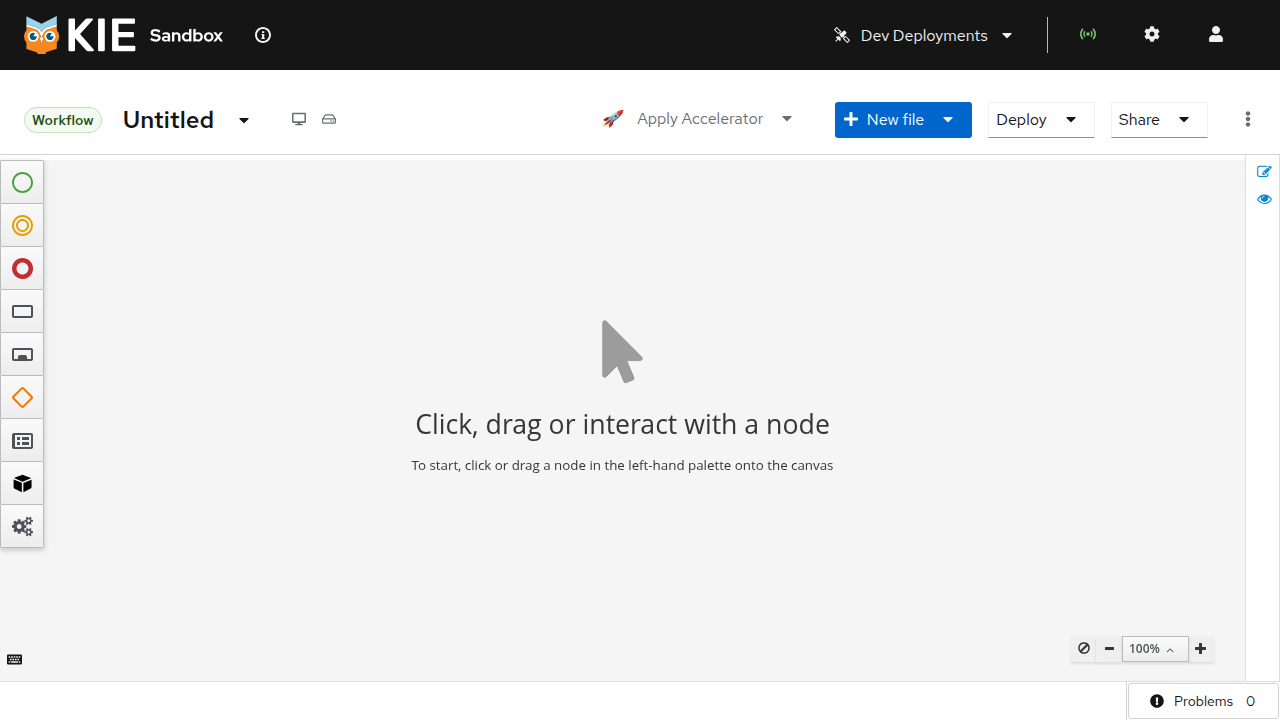 KIE Sandbox
Dev Deployments
Workflow
Untitled
Apply Accelerator
New file
Deploy
Share
Click, drag or interact with a node
To start, click or drag a node in the left-hand palette onto the canvas
100%
Problems 0